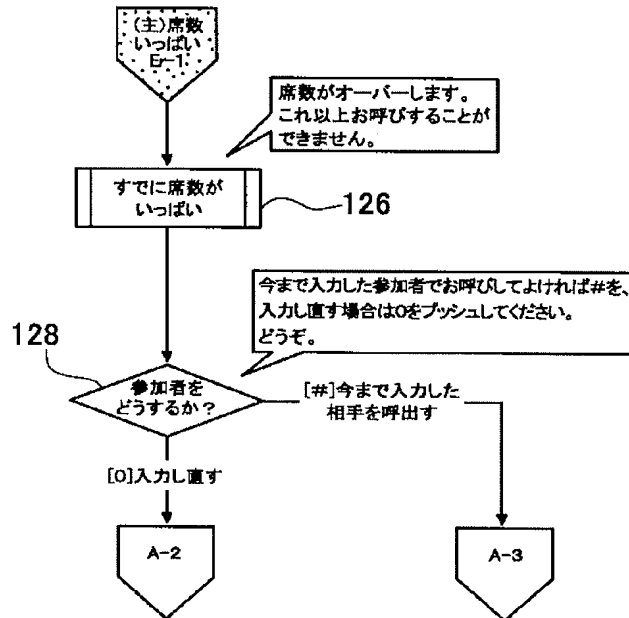 (主)席数
いっぱい
Er-1
席数がオーバーします。
これ以上お呼びすることが
できません。
すでに席数が
いっぱい
126
今まで入力した参加者でお呼びしてよければ#を、
入力し直す場合は0をプッシュしてください。
どうぞ。
128
参加者を
どうするか?
[#]今まで入力した
相手を呼出す
[0]入力し直す
A-2
A-3